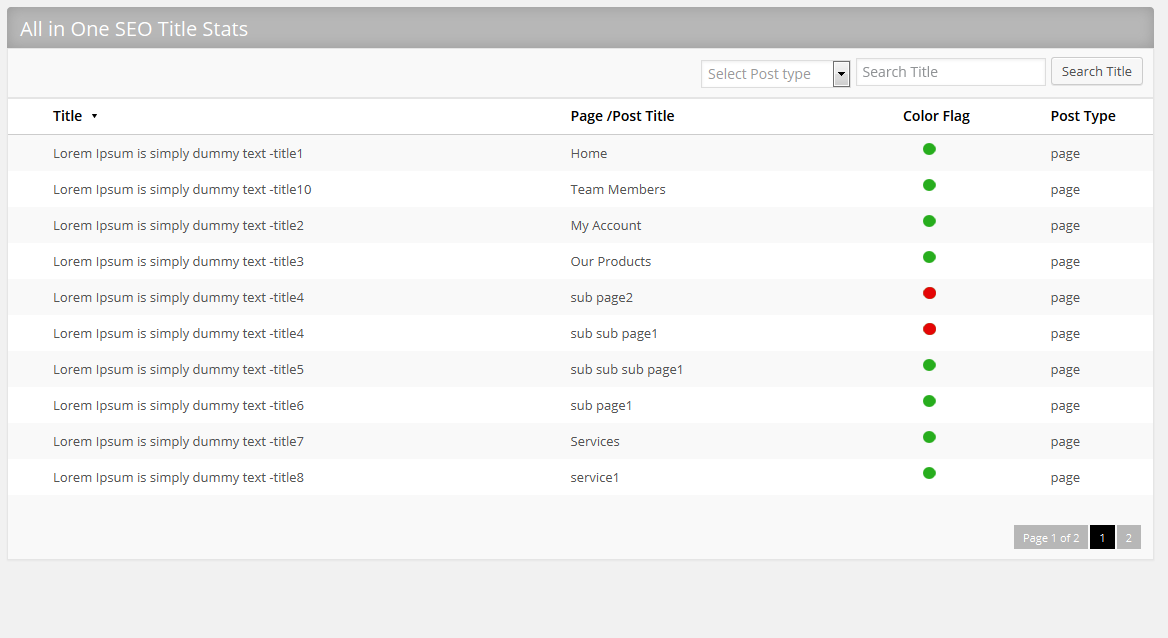 All in One SEO Title Stats
Select Post type Search Title Search Title
Title Page /Post Title Color Flag Post Type
Lorem Ipsum is simply dummy text -title1 Home page
Lorem Ipsum is simply dummy text -title10 Team Members page
Lorem Ipsum is simply dummy text -title2 My Account page
Lorem Ipsum is simply dummy text -title3 Our Products page
Lorem Ipsum is simply dummy text -title4 sub page2 page
Lorem Ipsum is simply dummy text -title4 sub sub page1 page
Lorem Ipsum is simply dummy text -title5 sub sub sub page1 page
Lorem Ipsum is simply dummy text -title6 sub page1 page
Lorem Ipsum is simply dummy text -title7 Services page
Lorem Ipsum is simply dummy text -title8 service1 page
Page 1 of 2 1 2